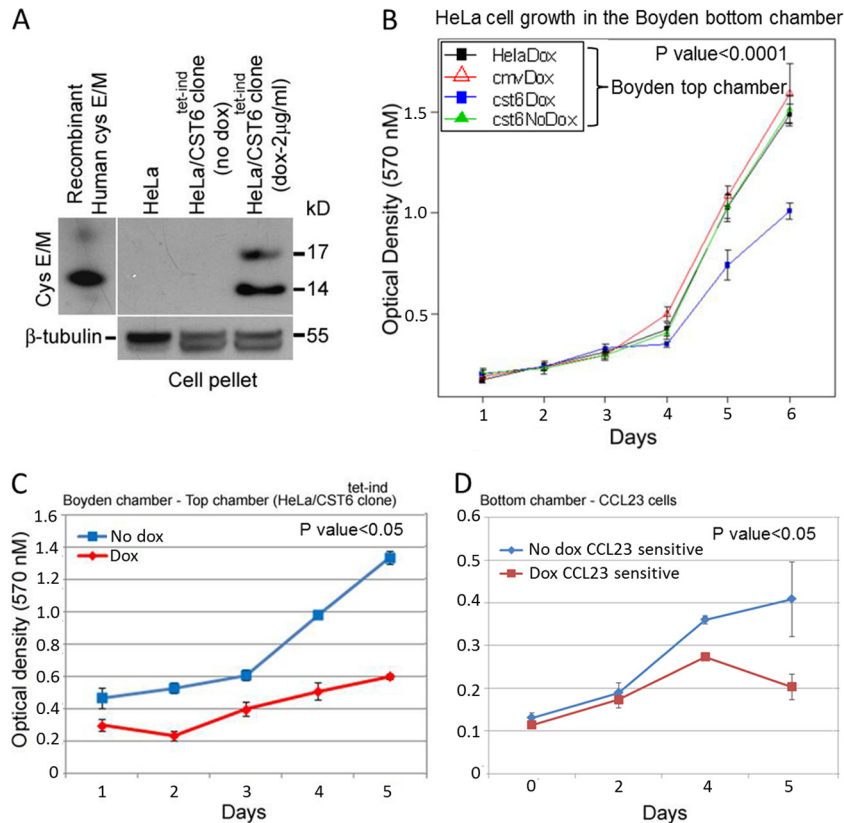 A
Recombinant
Human cys E/M
HeLa
HeLa/CST6 tet-ind clone
(no dox)
HeLa/CST6 tet-ind clone
(dox-2µg/ml)
kD
Cys E/M
17
14
β-tubulin
55
Cell pellet
B
HeLa cell growth in the Boyden bottom chamber
HelaDox
cmvDox
cst6Dox
cst6NoDox
Boyden top chamber
P value<0.0001
Optical Density (570 nM)
1.5
1.0
0.5
1 2 3 4 5 6
Days
C
Boyden chamber - Top chamber (HeLa/CST6 tet-ind clone)
No dox
Dox
P value<0.05
Optical density (570 nM)
1.6
1.4
1.2
1.0
0.8
0.6
0.4
0.2
0
1 2 3 4 5
Days
D
Bottom chamber - CCL23 cells
P value<0.05
No dox CCL23 sensitive
Dox CCL23 sensitive
0.6
0.5
0.4
0.3
0.2
0.1
0
0 2 4 5
Days